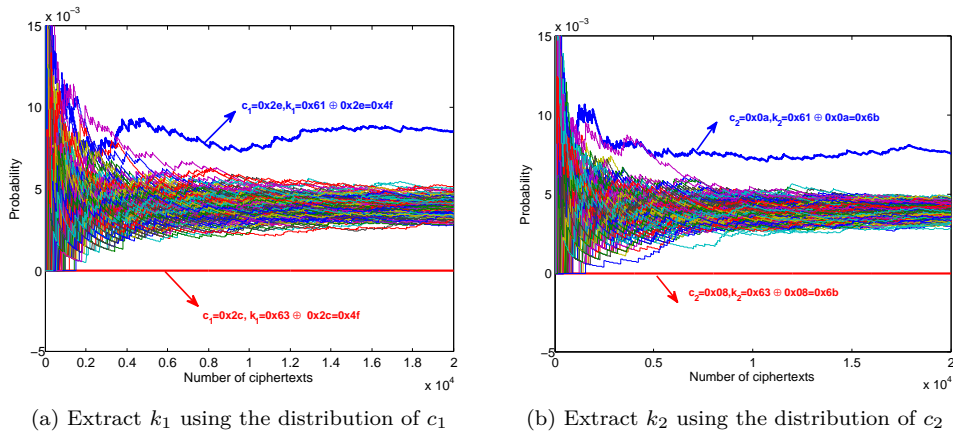 x 10⁻³
15
10
5
0
−5
Probability
c₁=0x2e,k₁=0x61 ⊕ 0x2e=0x4f
c₁=0x2c, k₁=0x63 ⊕ 0x2c=0x4f
0 0.2 0.4 0.6 0.8 1 1.2 1.4 1.6 1.8 2
Number of ciphertexts
x 10⁴
(a) Extract k₁ using the distribution of c₁
x 10⁻³
15
10
5
0
−5
Probability
c₂=0x0a,k₂=0x61 ⊕ 0x0a=0x6b
c₂=0x08,k₂=0x63 ⊕ 0x08=0x6b
0 0.5 1 1.5 2
Number of ciphertexts
x 10⁴
(b) Extract k₂ using the distribution of c₂